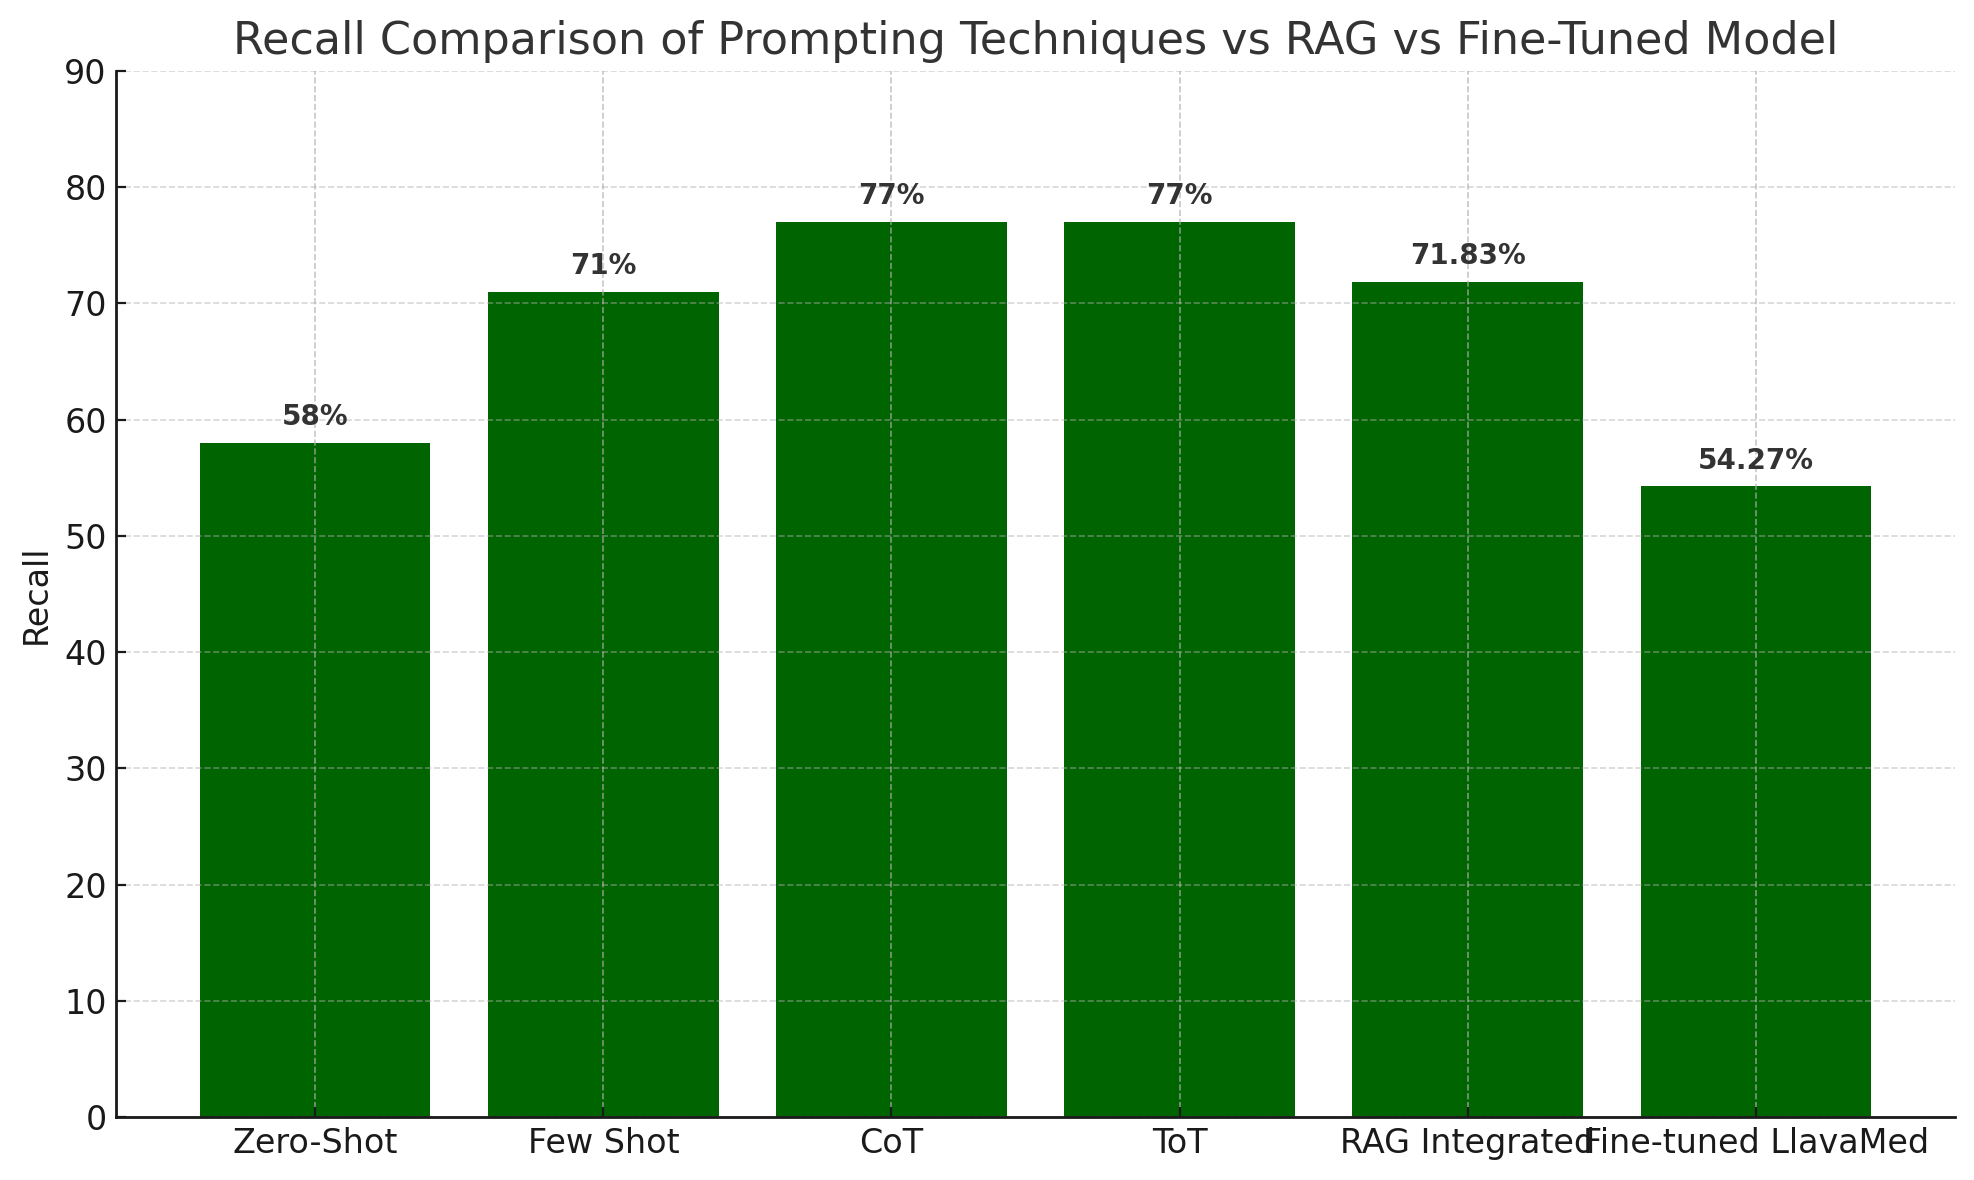 Recall Comparison of Prompting Techniques vs RAG vs Fine-Tuned Model
90
80
70
60
50
40
30
20
10
0
Recall
58%
71%
77%
77%
71.83%
54.27%
Zero-Shot
Few Shot
CoT
ToT
RAG Integrated
Fine-tuned LlavaMed